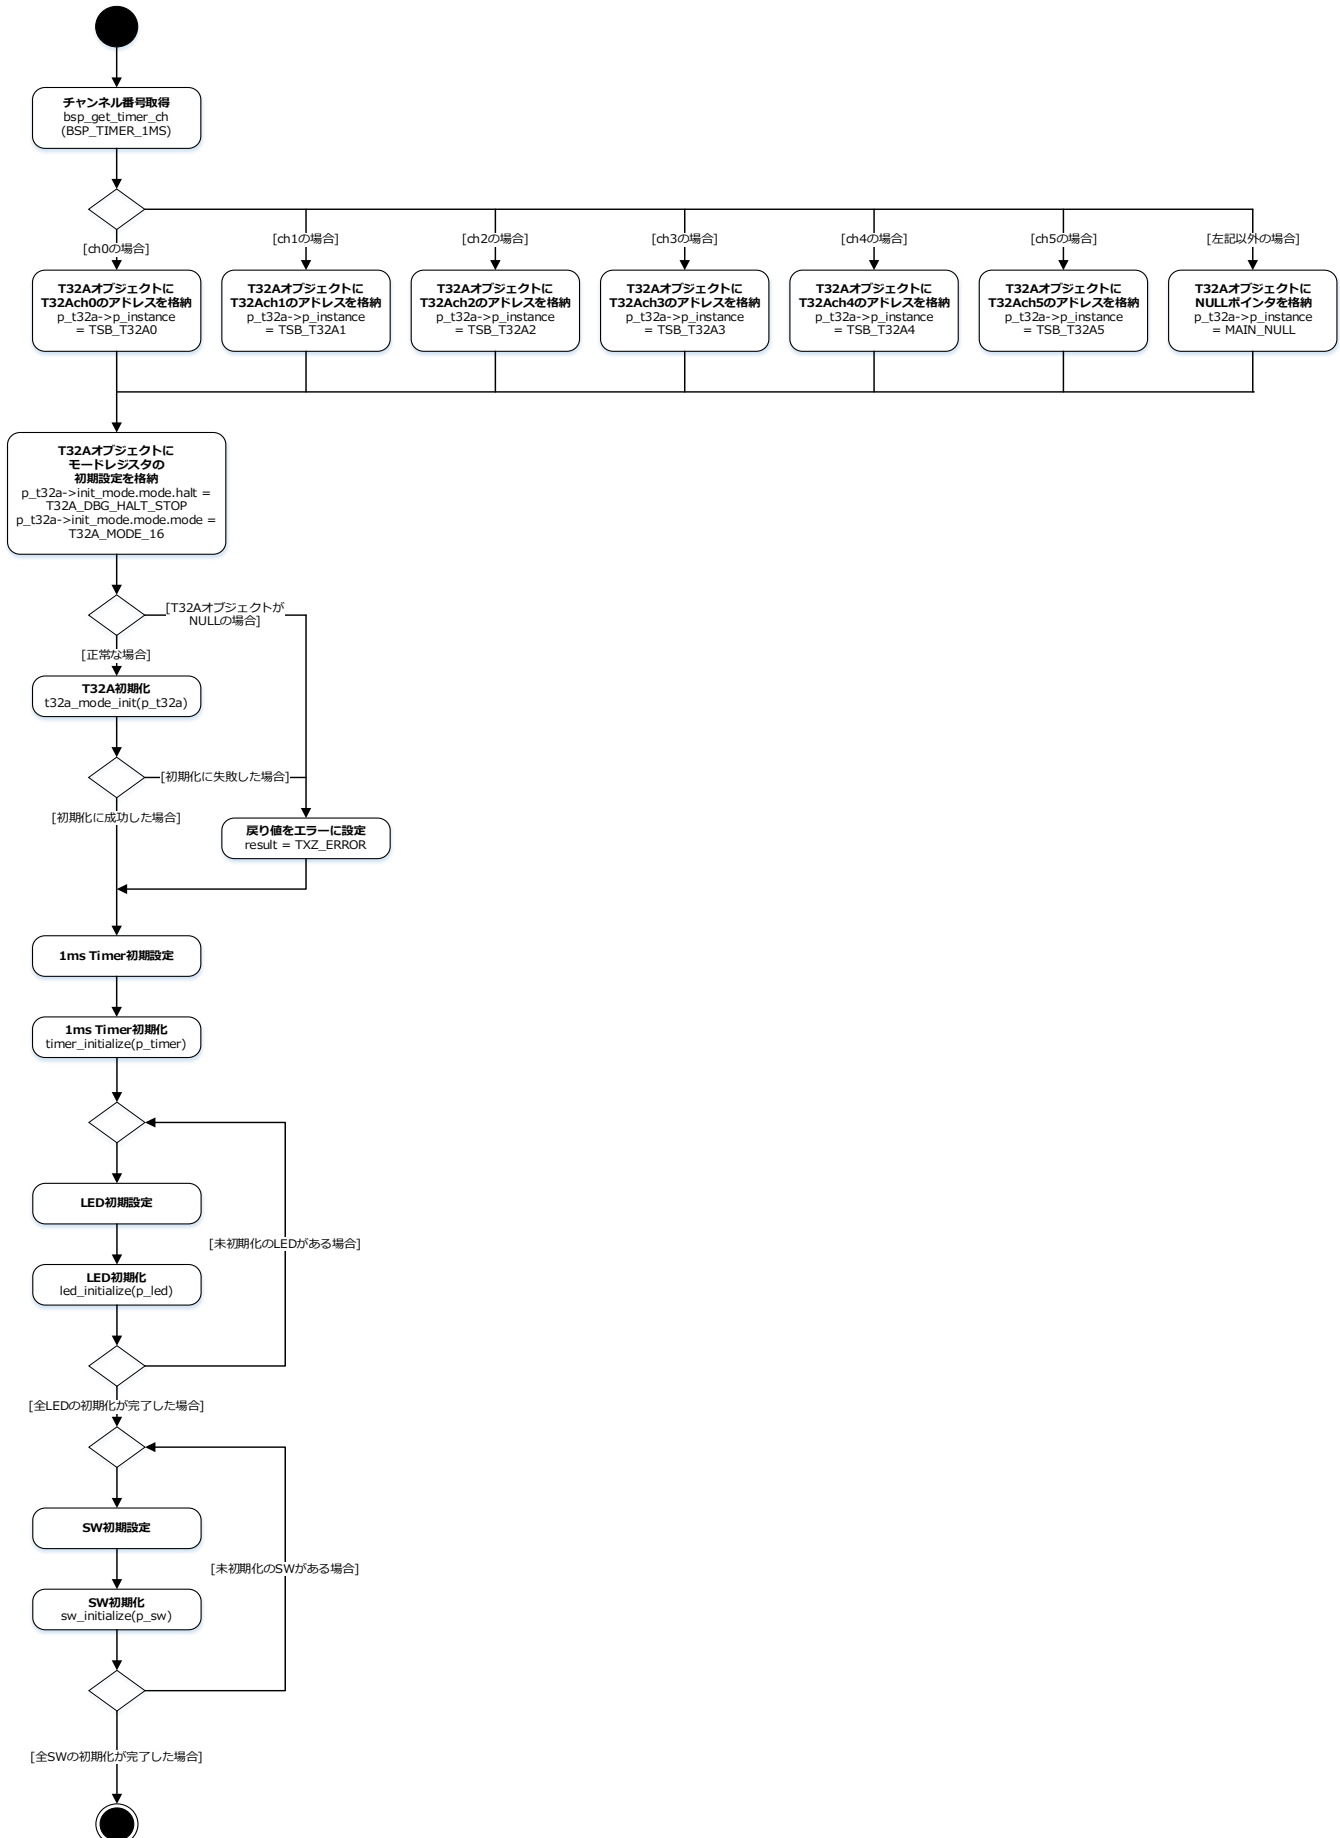 チャンネル番号取得
bsp_get_timer_ch
(BSP_TIMER_1MS)
[ch0の場合]
[ch1の場合]
[ch2の場合]
[ch3の場合]
[ch4の場合]
[ch5の場合]
[左記以外の場合]
T32Aオブジェクトに
T32Ach0のアドレスを格納
p_t32a->p_instance
= TSB_T32A0
T32Aオブジェクトに
T32Ach1のアドレスを格納
p_t32a->p_instance
= TSB_T32A1
T32Aオブジェクトに
T32Ach2のアドレスを格納
p_t32a->p_instance
= TSB_T32A2
T32Aオブジェクトに
T32Ach3のアドレスを格納
p_t32a->p_instance
= TSB_T32A3
T32Aオブジェクトに
T32Ach4のアドレスを格納
p_t32a->p_instance
= TSB_T32A4
T32Aオブジェクトに
T32Ach5のアドレスを格納
p_t32a->p_instance
= TSB_T32A5
T32Aオブジェクトに
NULLポインタを格納
p_t32a->p_instance
= MAIN_NULL
T32Aオブジェクトに
モードレジスタの
初期設定を格納
p_t32a->init_mode.mode.halt =
T32A_DBG_HALT_STOP
p_t32a->init_mode.mode.mode =
T32A_MODE_16
[T32Aオブジェクトが
NULLの場合]
[正常な場合]
T32A初期化
t32a_mode_init(p_t32a)
[初期化に失敗した場合]
[初期化に成功した場合]
戻り値をエラーに設定
result = TXZ_ERROR
1ms Timer初期設定
1ms Timer初期化
timer_initialize(p_timer)
LED初期設定
[未初期化のLEDがある場合]
LED初期化
led_initialize(p_led)
[全LEDの初期化が完了した場合]
SW初期設定
[未初期化のSWがある場合]
SW初期化
sw_initialize(p_sw)
[全SWの初期化が完了した場合]